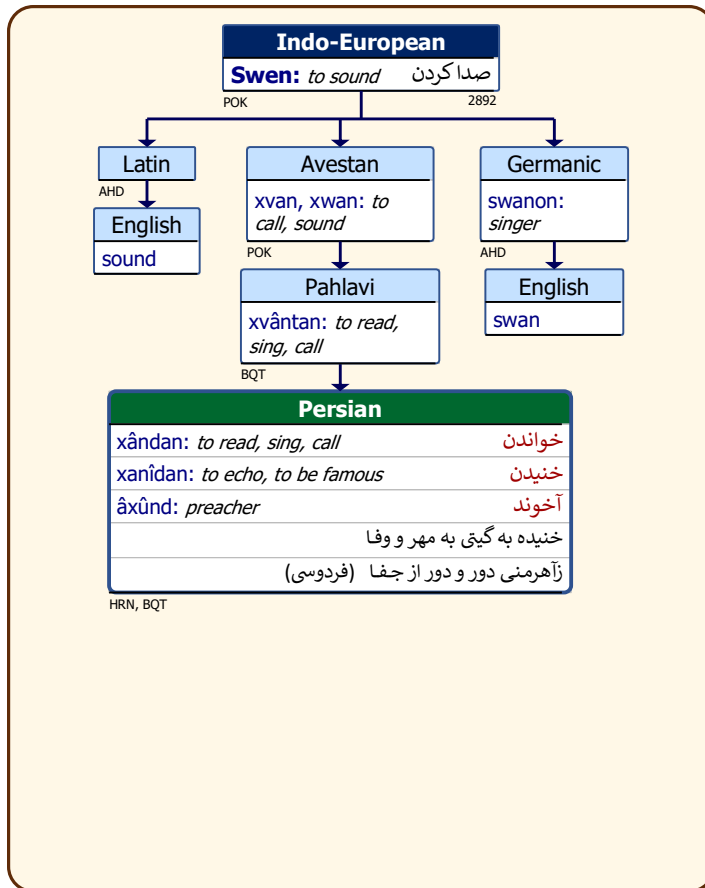 Indo-European
Swen: to sound صدا کردن
POK 2892
Latin
AHD
English
sound
Avestan
xvan, xwan: to
call, sound
POK
Pahlavi
xvântan: to read,
sing, call
BQT
Germanic
swanon:
singer
AHD
English
swan
Persian
xândan: to read, sing, call خواندن
xanîdan: to echo, to be famous خنیدن
âxûnd: preacher آخوند
خنیده به گیتی به مهر و وفا
زآهرمنی دور و دور از جفا (فردوسی)
HRN, BQT